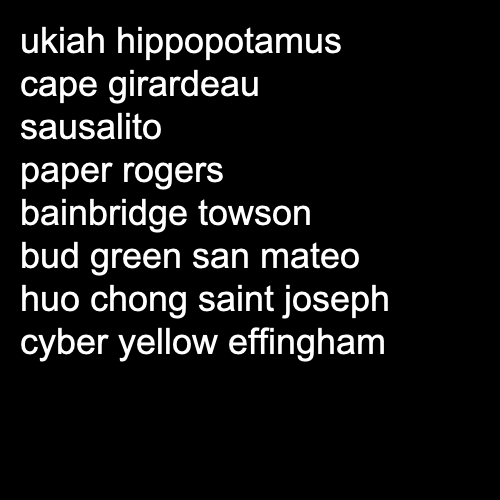 ukiah hippopotamus
cape girardeau
sausalito
paper rogers
bainbridge towson
bud green san mateo
huo chong saint joseph
cyber yellow effingham